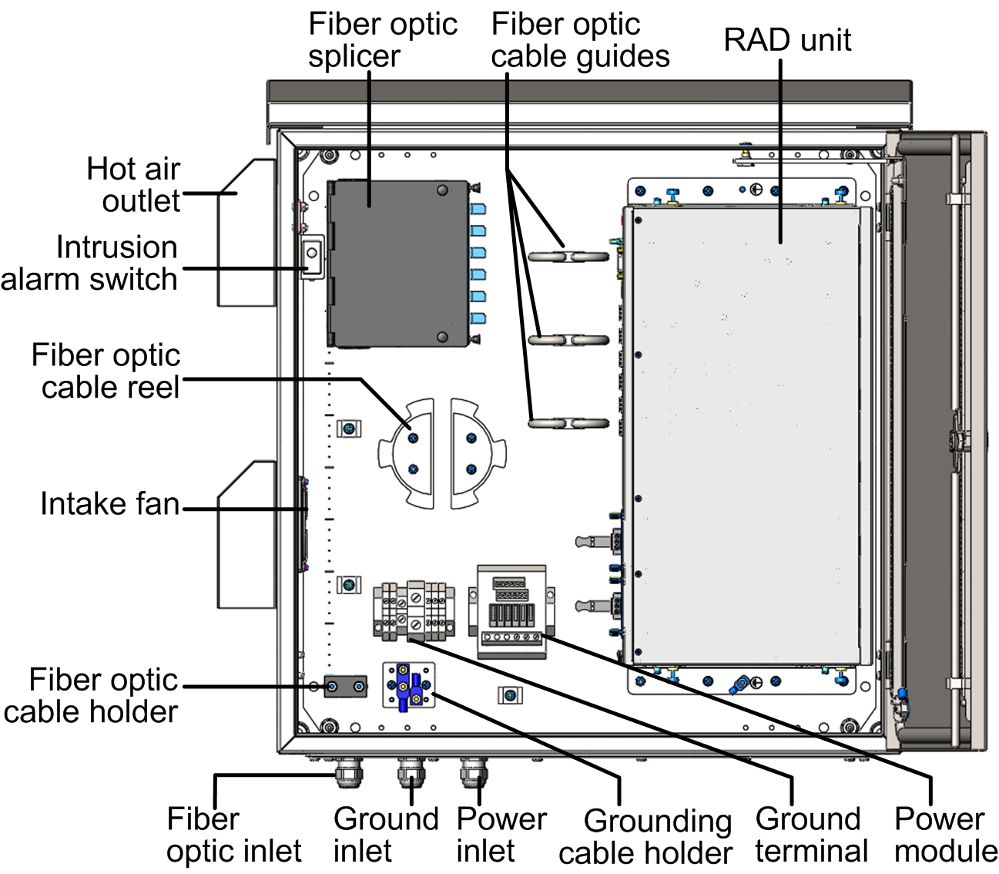 Fiber optic
splicer
Fiber optic
cable guides
RAD unit
Hot air
outlet
Intrusion
alarm switch
Fiber optic
cable reel
Intake fan
Fiber optic
cable holder
Fiber
optic inlet
Ground
inlet
Power
inlet
Grounding
cable holder
Ground
terminal
Power
module